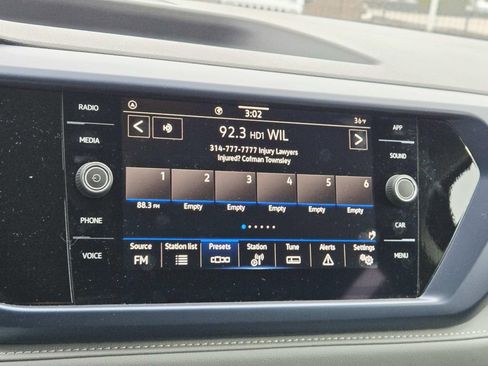 RADIO
MEDIA
PHONE
VOICE
3:02
36°F
92.3 HD1 WIL
314-777-7777 Injury Lawyers
Injured? Colman Townsley
1 2 3 4 5 6
88.3 FM Empty Empty Empty Empty Empty
Source Station list Presets Station Tune Alerts Settings
FM
APP
SOUND
CAR
MENU